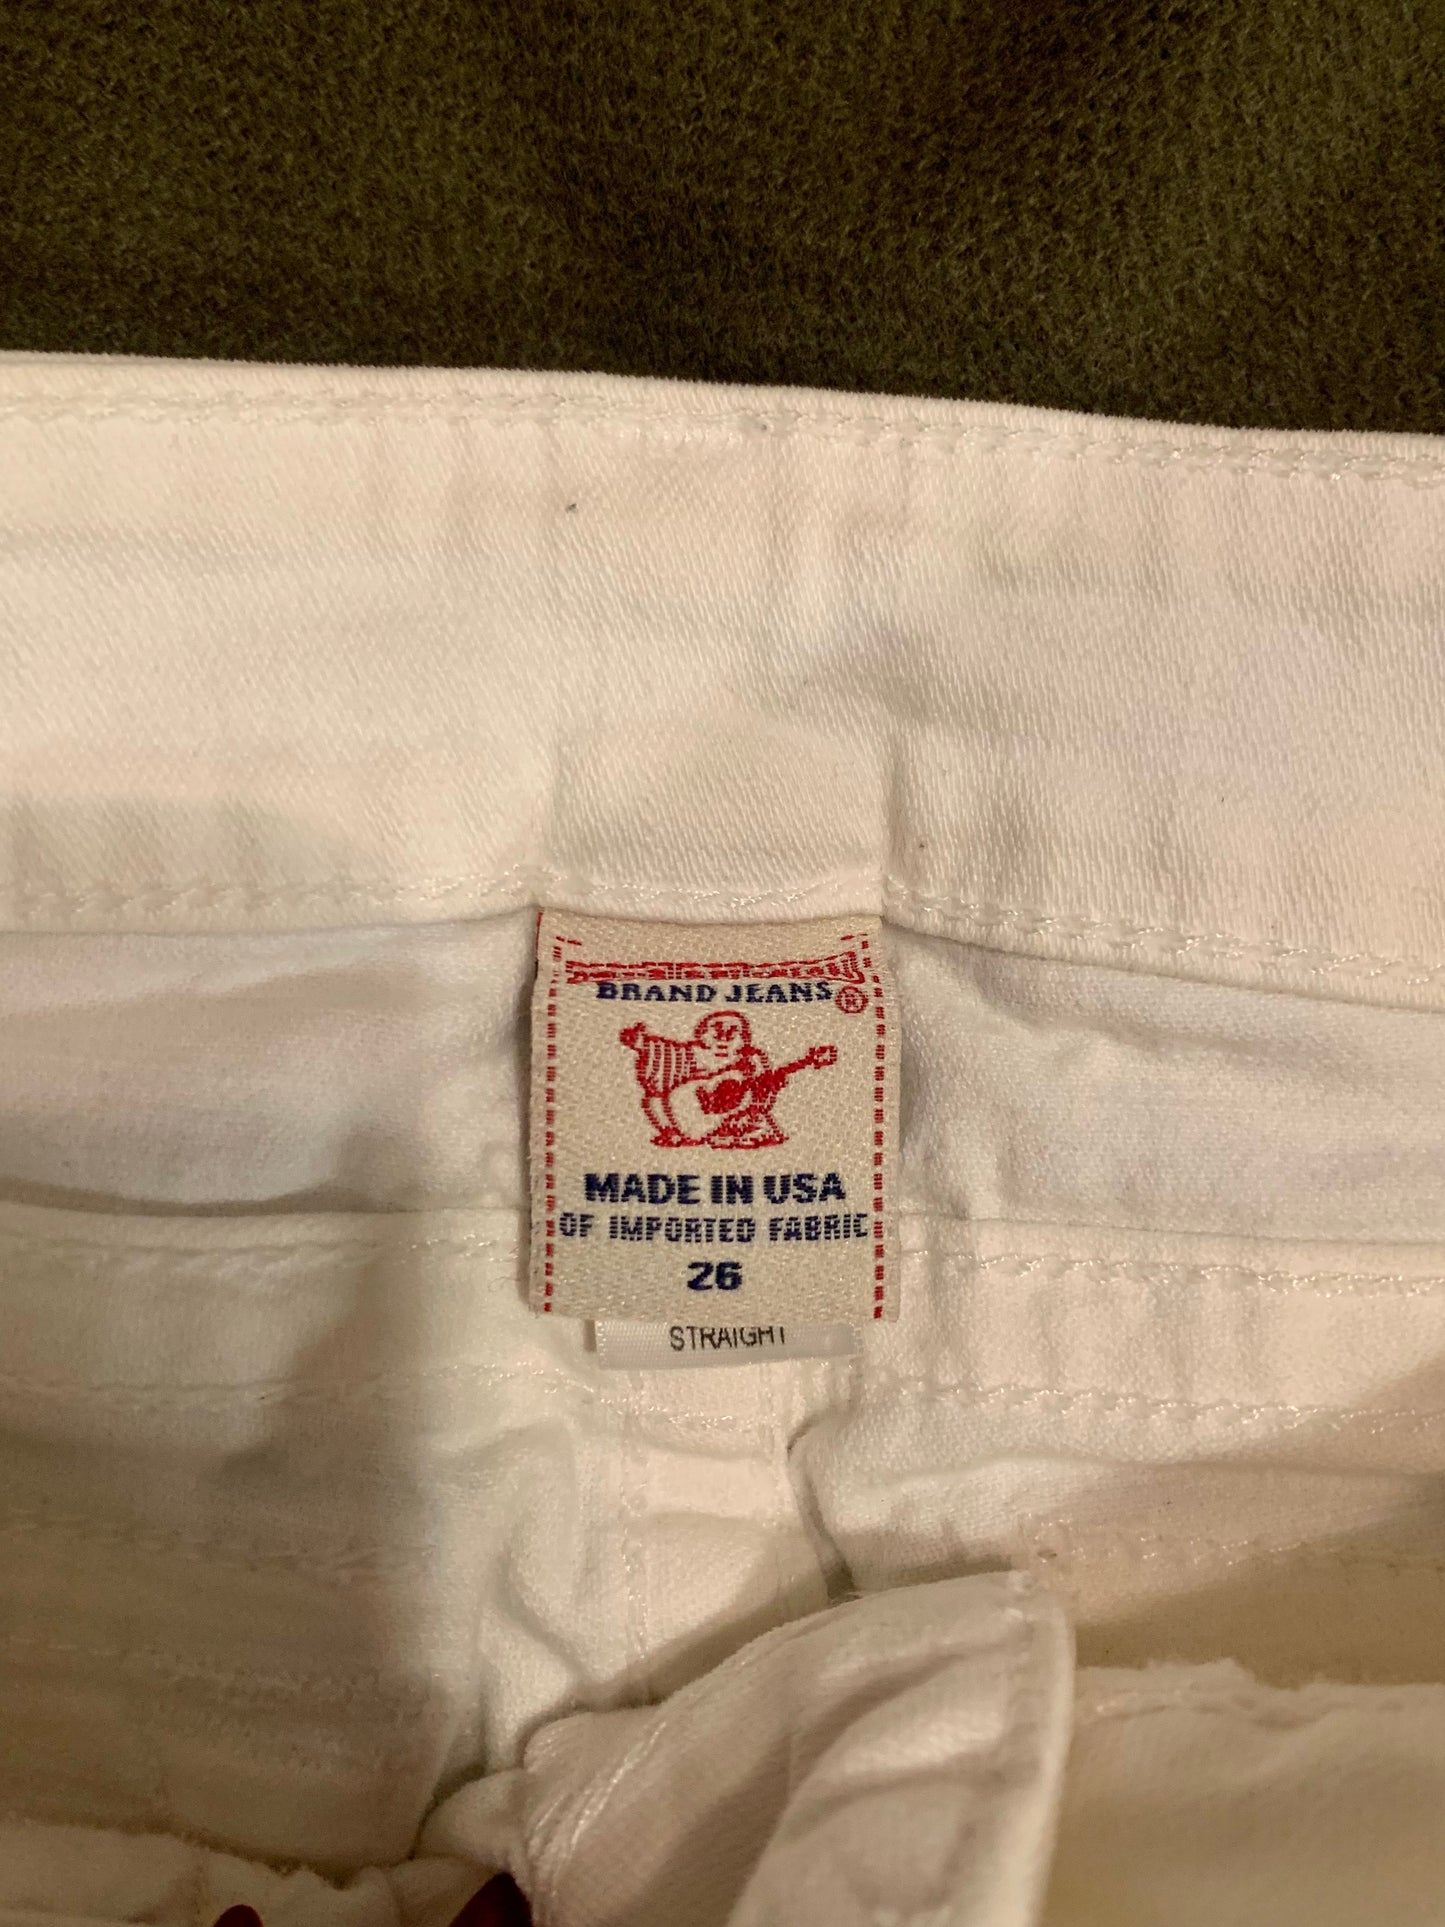 BRAND JEANS®
MADE IN USA
OF IMPORTED FABRIC
26
STRAIGHT